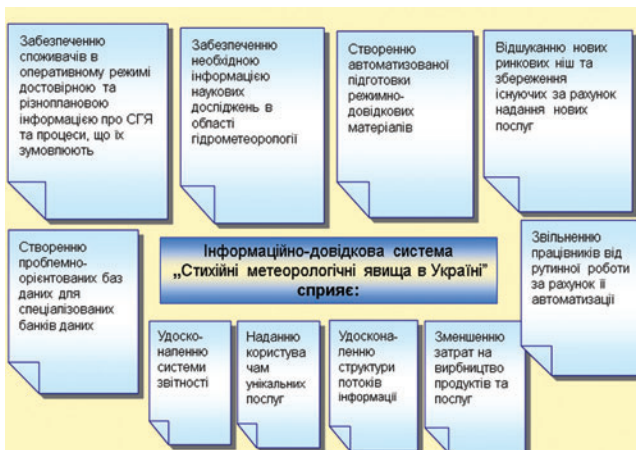 Забезпеченню
споживачів в
оперативному режимі
достовірною та
різноплановою
інформацією про СГЯ
та процеси, що їх
зумовлюють
Забезпеченню
необхідною
інформацією
наукових
досліджень в
області
гідрометеорології
Створенню
автоматизованої
підготовки
режимно-
довідкових
матеріалів
Відшуканню нових
ринкових ніш та
збереження
існуючих за рахунок
надання нових
послуг
Створенню
проблемно-
орієнтованих баз
даних для
спеціалізованих
банків даних
Інформаційно-довідкова система
„Стихійні метеорологічні явища в Україні”
сприяє:
Звільненню
працівників від
рутинної роботи
за рахунок її
автоматизації
Удоско-
наленню
системи
звітності
Наданню
користува
чам
унікальних
послуг
Удоскона-
ленню
структури
потоків
інформації
Зменшенню
затрат на
вирбництво
продуктів та
послуг